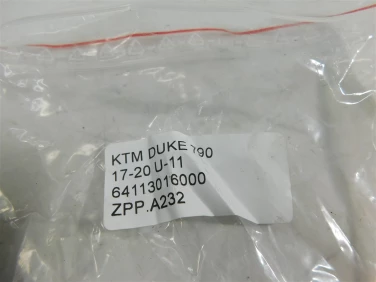 KTM DUKE 790
17-20 U-11
64113016000
ZPP.A232